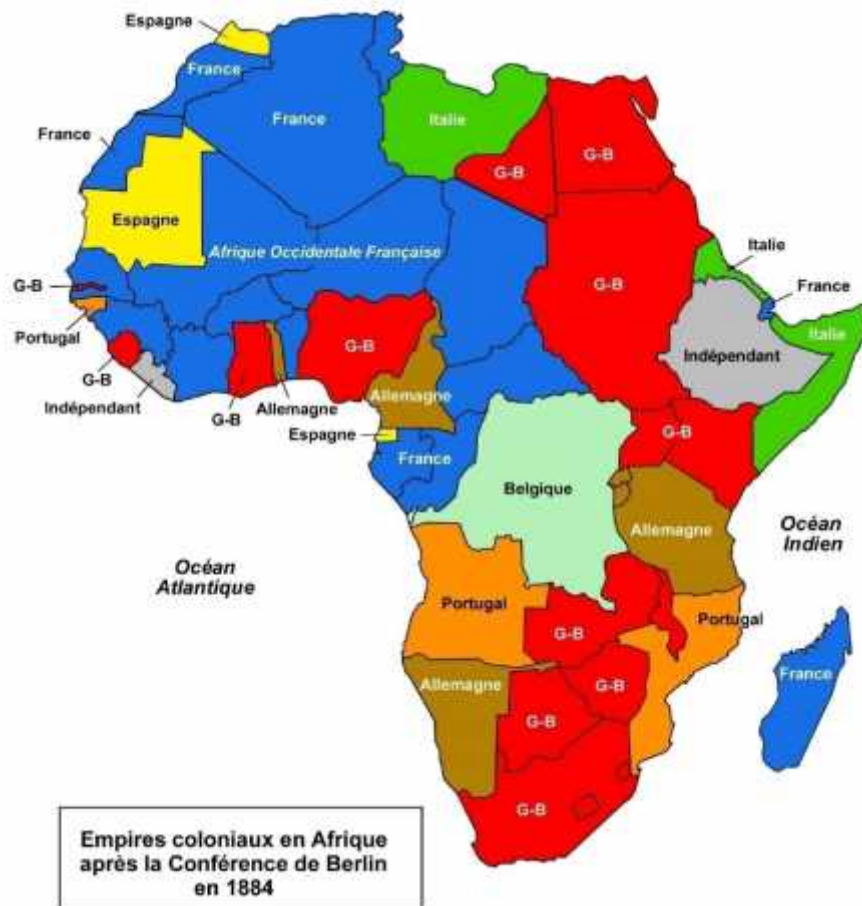 Espagne
France
France
France
Italie
G-B
G-B
Espagne
Afrique Occidentale Française
Italie
G-B
France
G-B
Portugal
G-B
Italie
Indépendant
G-B
Allemagne
Indépendant
G-B
Allemagne
Espagne
France
G-B
Belgique
Allemagne
Océan
Indien
Océan
Atlantique
Portugal
G-B
Portugal
Allemagne
G-B
France
G-B
G-B
Empires coloniaux en Afrique
après la Conférence de Berlin
en 1884